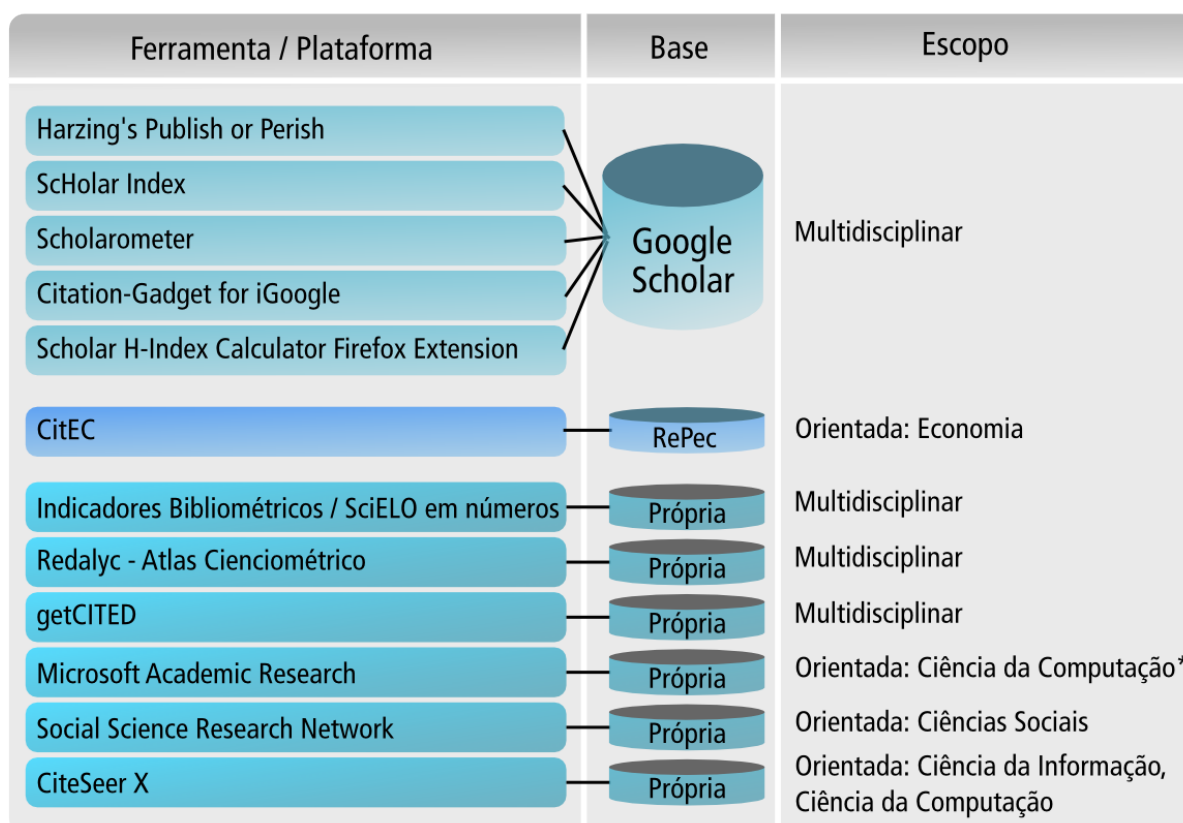 Ferramenta / Plataforma
Base
Escopo
Harzing's Publish or Perish
ScHolar Index
Scholarometer
Citation-Gadget for iGoogle
Scholar H-Index Calculator Firefox Extension
Google
Scholar
Multidisciplinar
CitEC
RePec
Orientada: Economia
Indicadores Bibliométricos / SciELO em números
Própria
Multidisciplinar
Redalyc - Atlas Cienciométrico
Própria
Multidisciplinar
getCITED
Própria
Multidisciplinar
Microsoft Academic Research
Própria
Orientada: Ciência da Computação*
Social Science Research Network
Própria
Orientada: Ciências Sociais
CiteSeer X
Própria
Orientada: Ciência da Informação,
Ciência da Computação